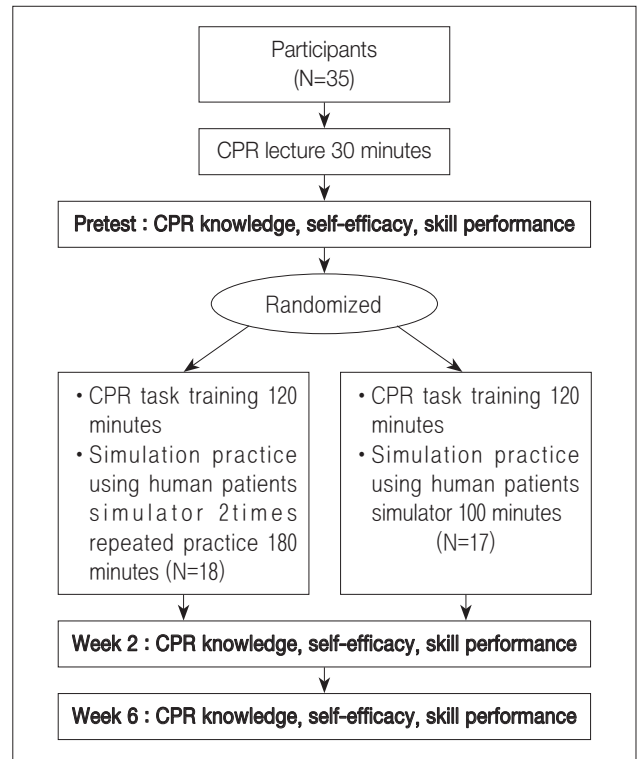 Participants
(N=35)
CPR lecture 30 minutes
Pretest : CPR knowledge, self-efficacy, skill performance
Randomized
• CPR task training 120
minutes
• Simulation practice
using human patients
simulator 2times
repeated practice 180
minutes (N=18)
• CPR task training 120
minutes
• Simulation practice
using human patients
simulator 100 minutes
(N=17)
Week 2 : CPR knowledge, self-efficacy, skill performance
Week 6 : CPR knowledge, self-efficacy, skill performance